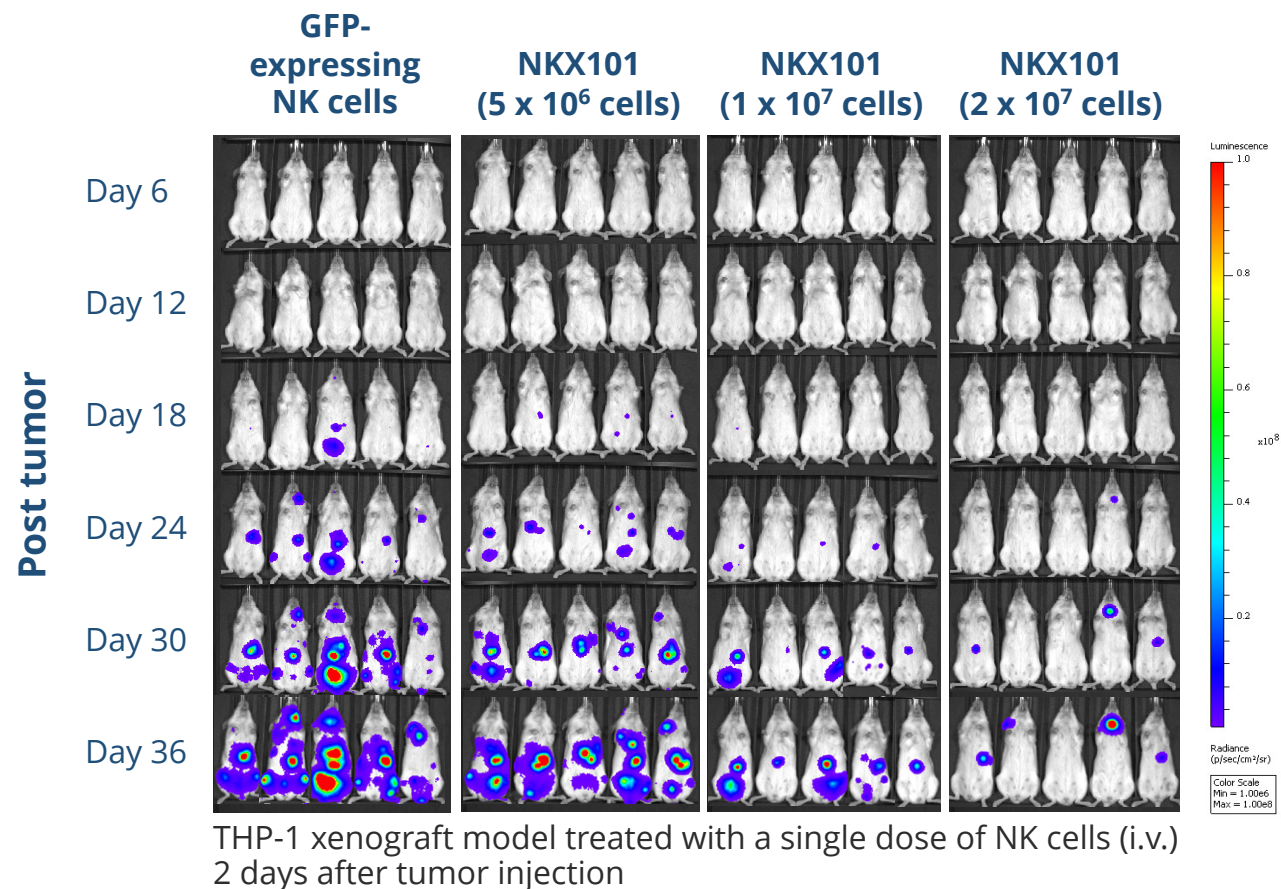 GFP-
expressing
NK cells
NKX101
(5 x 10⁶ cells)
NKX101
(1 x 10⁷ cells)
NKX101
(2 x 10⁷ cells)
Post tumor
Day 6
Day 12
Day 18
Day 24
Day 30
Day 36
Luminescence
1.0
0.8
0.6
x10⁸
0.4
0.2
Radiance
(p/sec/cm²/sr)
Color Scale
Min = 1.00e6
Max = 1.00e8
THP-1 xenograft model treated with a single dose of NK cells (i.v.)
2 days after tumor injection